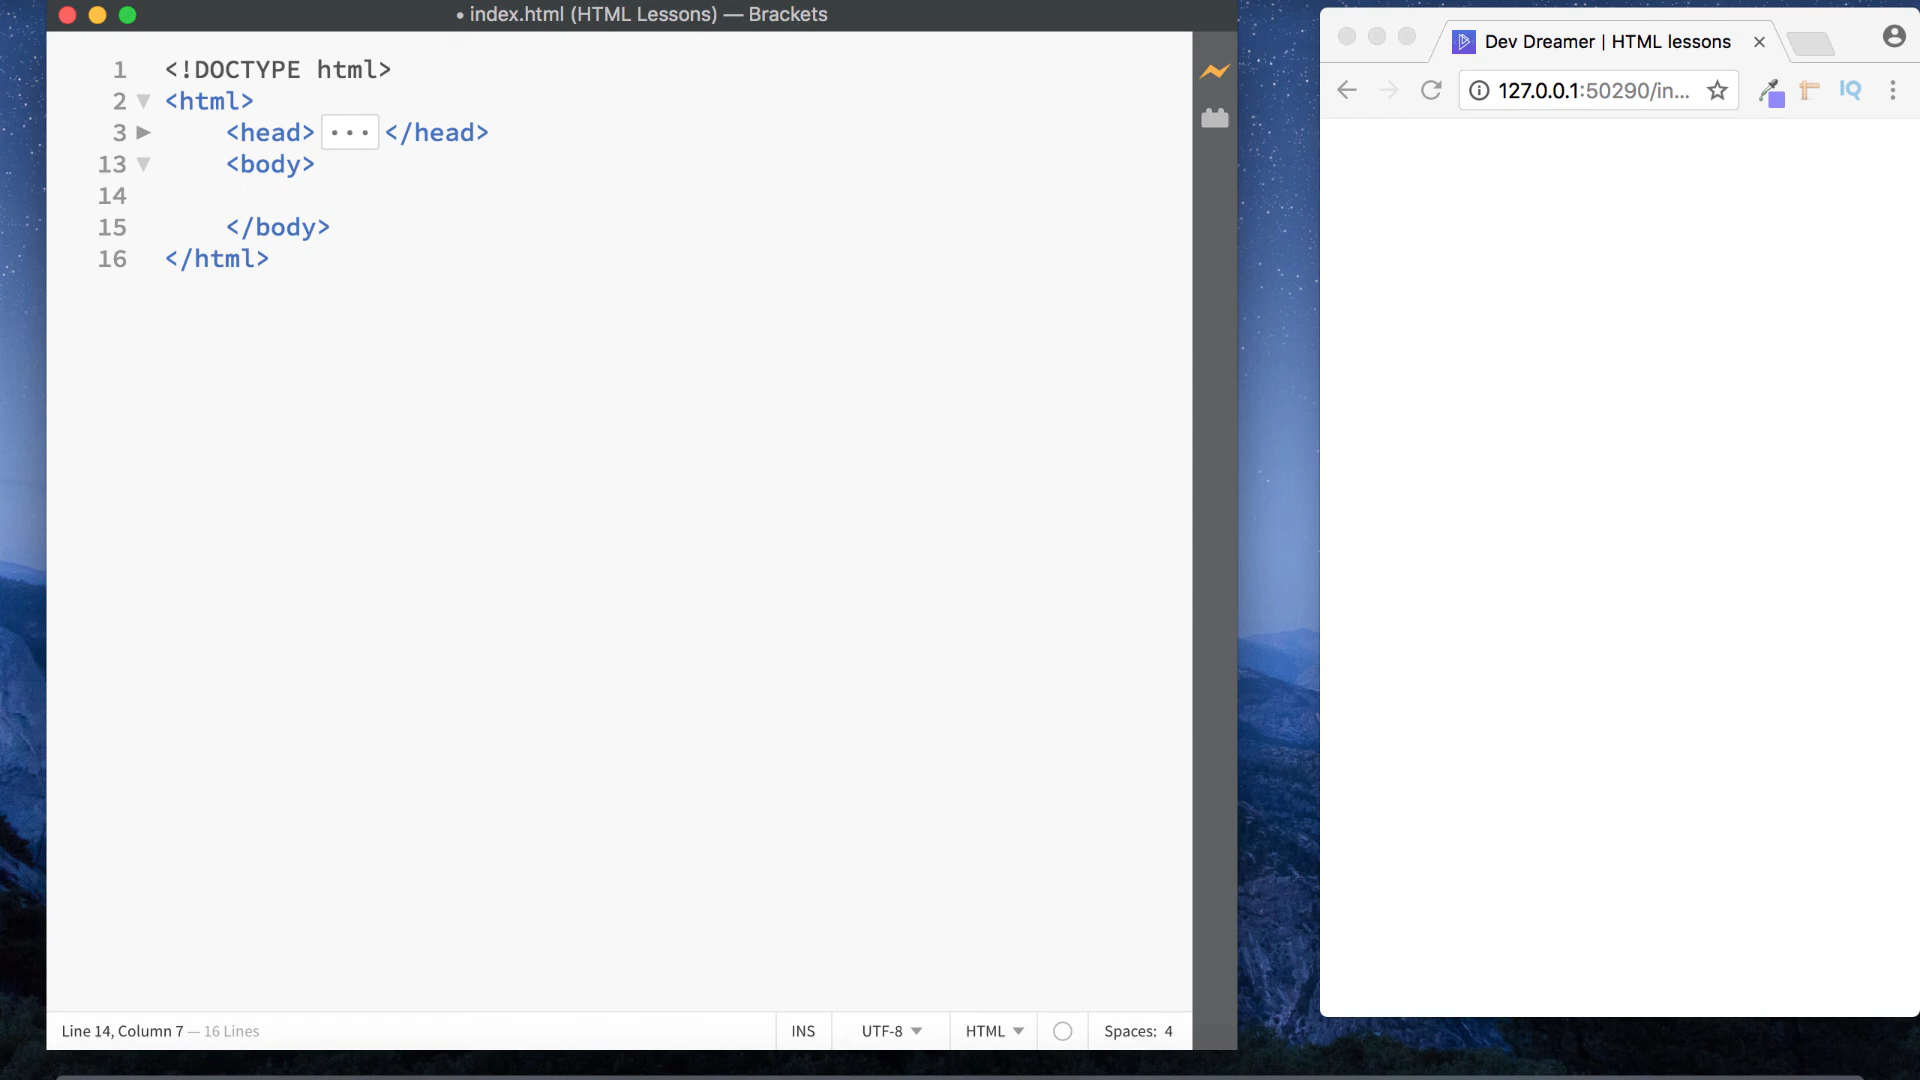 • index.html (HTML Lessons) — Brackets
1 <!DOCTYPE html>
2 <html>
3 <head> ... </head>
13 <body>
14
15 </body>
16 </html>
Line 14, Column 7 — 16 Lines
INS
UTF-8
HTML
Spaces: 4
Dev Dreamer | HTML lessons
127.0.0.1:50290/in...
IQ